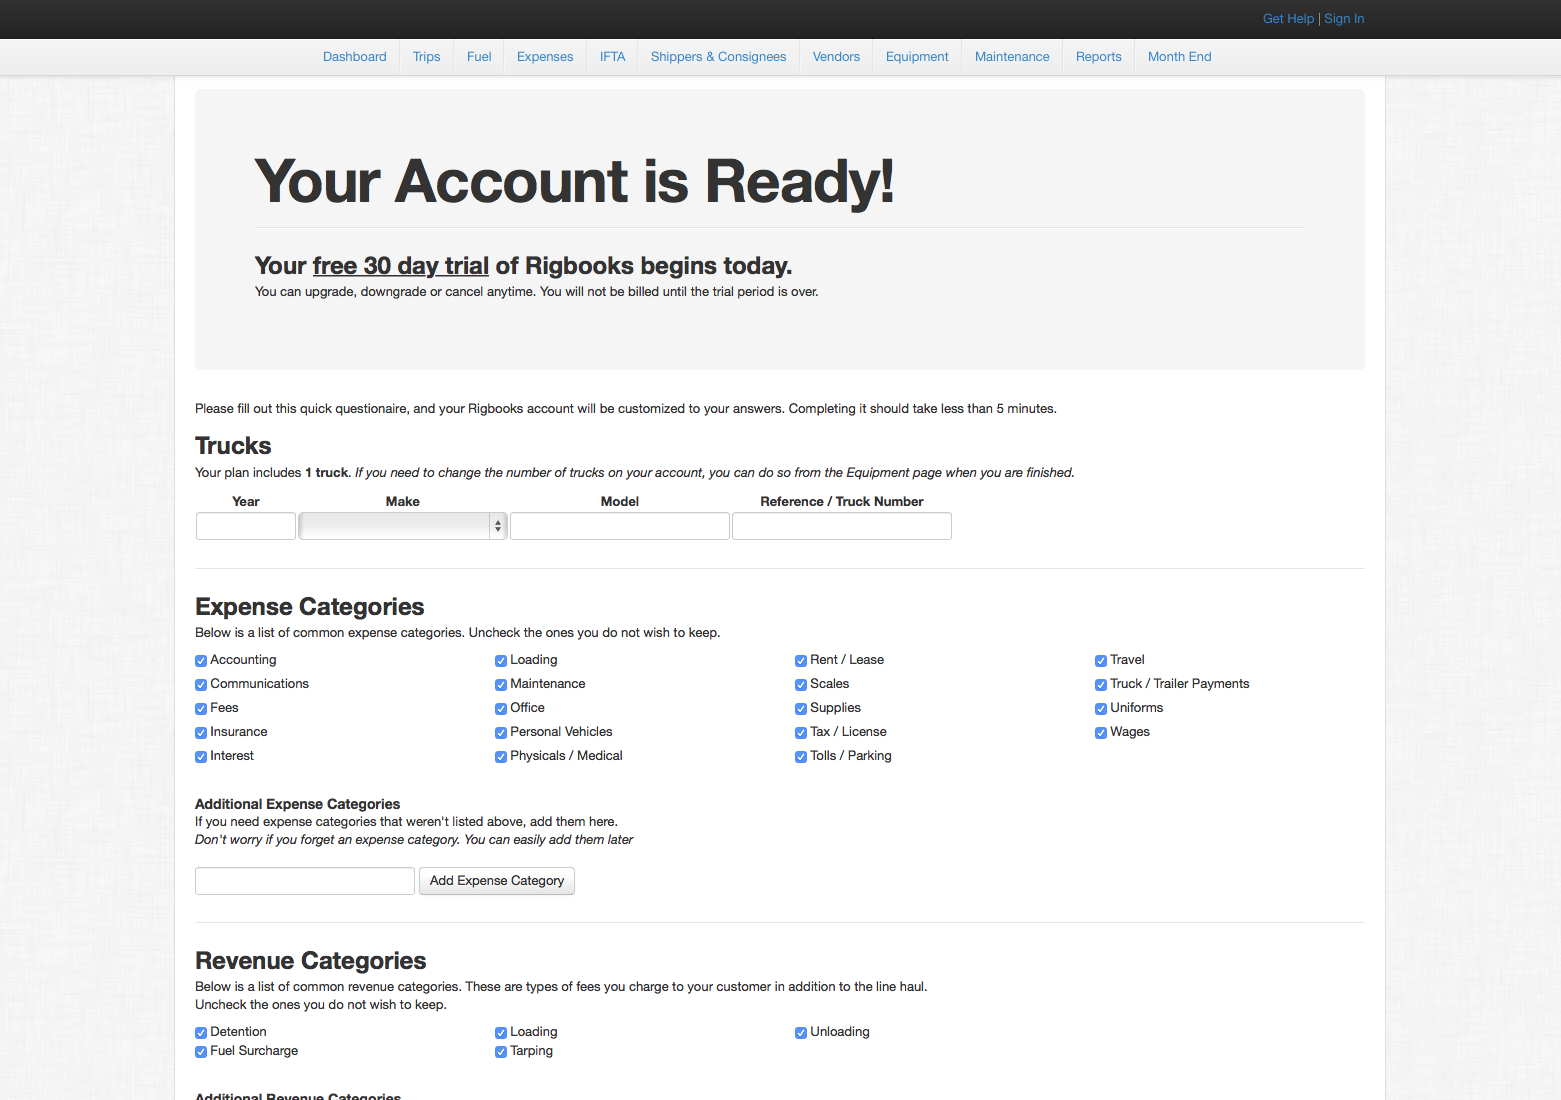 Get Help | Sign In
Dashboard Trips Fuel Expenses IFTA Shippers & Consignees Vendors Equipment Maintenance Reports Month End
Your Account is Ready!
Your free 30 day trial of Rigbooks begins today.
You can upgrade, downgrade or cancel anytime. You will not be billed until the trial period is over.
Please fill out this quick questionaire, and your Rigbooks account will be customized to your answers. Completing it should take less than 5 minutes.
Trucks
Your plan includes 1 truck. If you need to change the number of trucks on your account, you can do so from the Equipment page when you are finished.
Year Make Model Reference / Truck Number
Expense Categories
Below is a list of common expense categories. Uncheck the ones you do not wish to keep.
Accounting Loading Rent / Lease Travel
Communications Maintenance Scales Truck / Trailer Payments
Fees Office Supplies Uniforms
Insurance Personal Vehicles Tax / License Wages
Interest Physicals / Medical Tolls / Parking
Additional Expense Categories
If you need expense categories that weren't listed above, add them here.
Don't worry if you forget an expense category. You can easily add them later
Add Expense Category
Revenue Categories
Below is a list of common revenue categories. These are types of fees you charge to your customer in addition to the line haul.
Uncheck the ones you do not wish to keep.
Detention Loading Unloading
Fuel Surcharge Tarping
Additional Revenue Categories